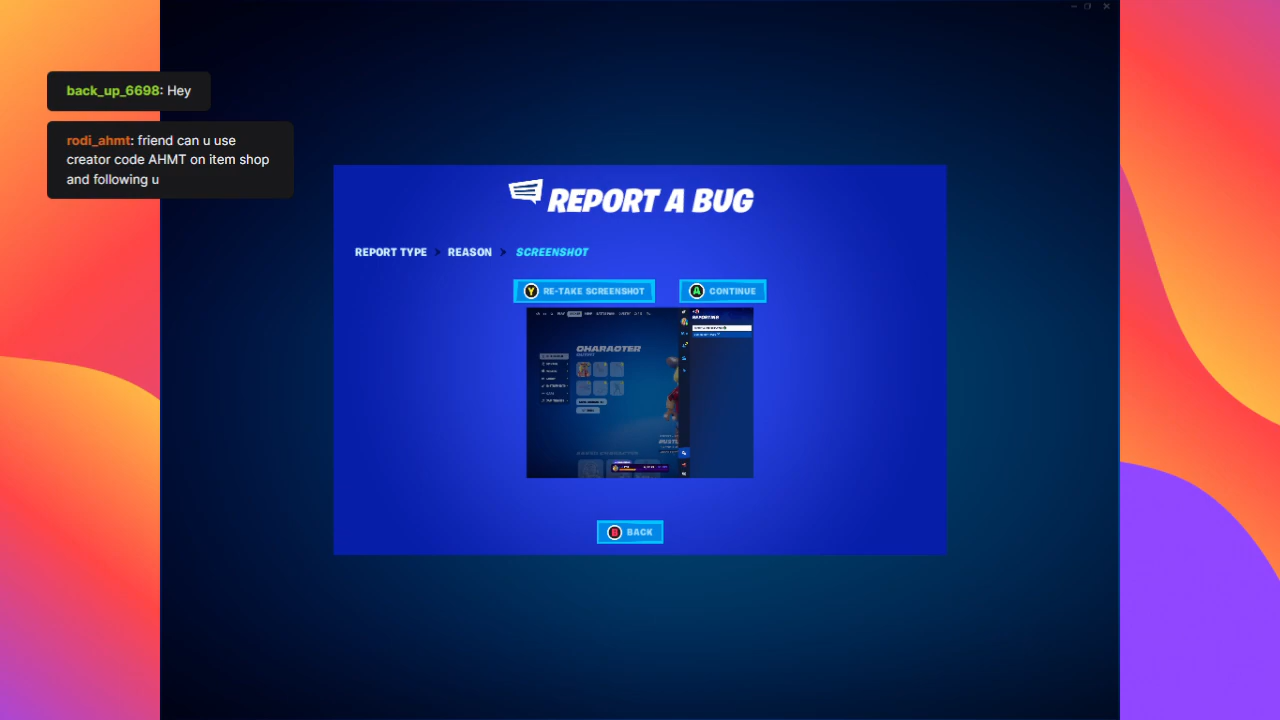 back_up_6698: Hey
rodi_ahmt: friend can u use
creator code AHMT on item shop
and following u
REPORT A BUG
REPORT TYPE > REASON > SCREENSHOT
Y RE-TAKE SCREENSHOT
A CONTINUE
REPORTING
CHARACTER
B BACK